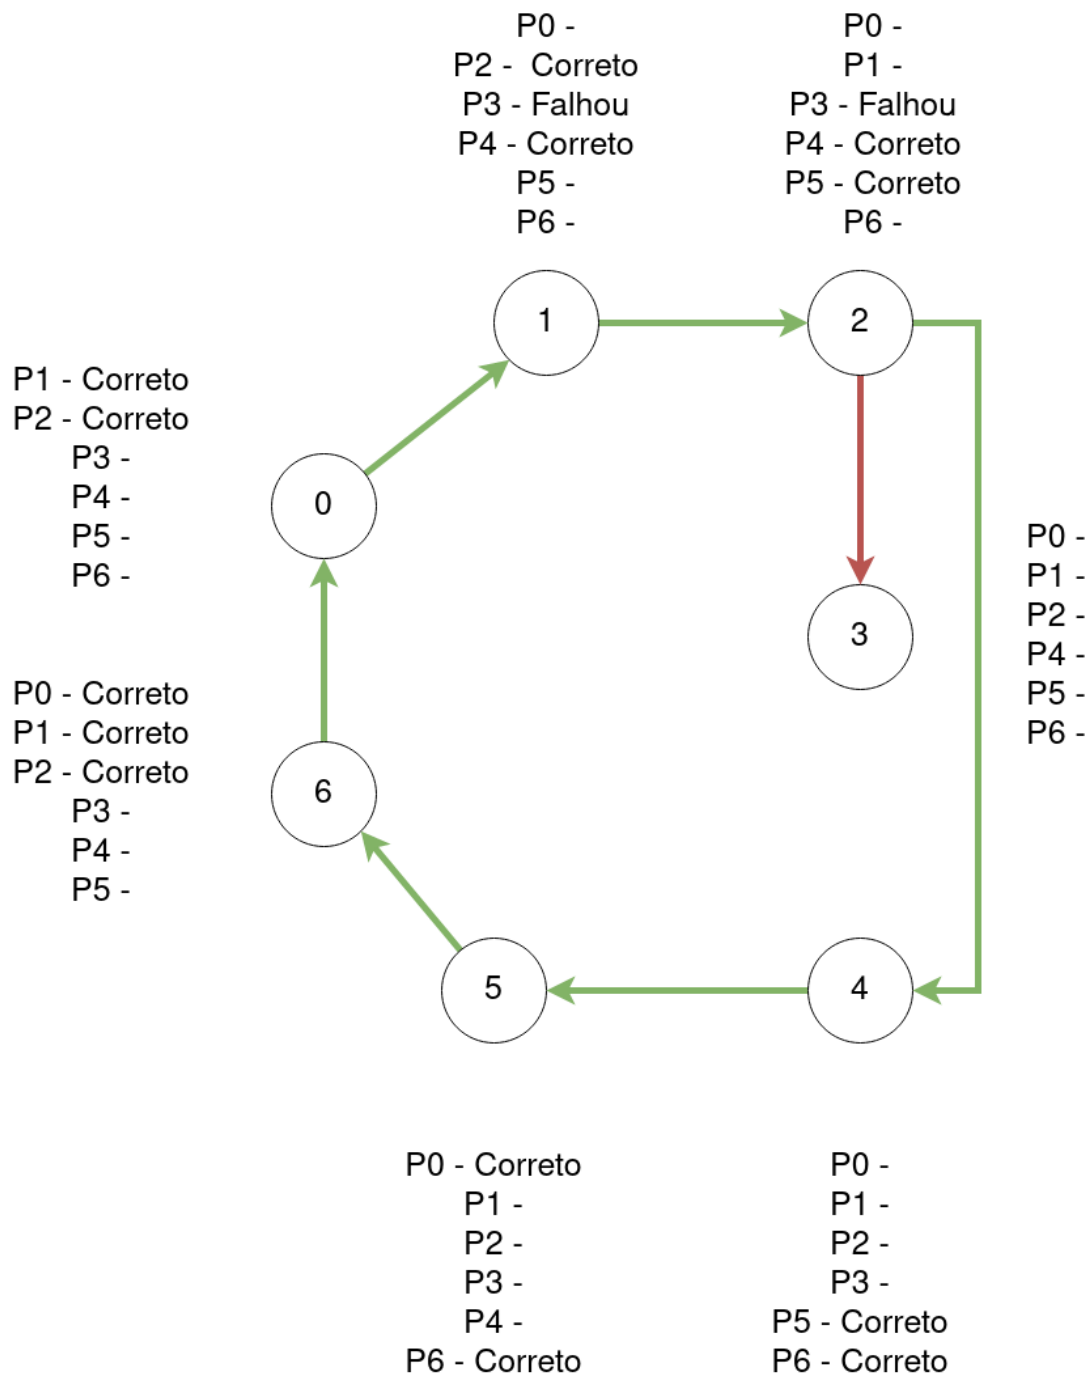 P0 -
P2 - Correto
P3 - Falhou
P4 - Correto
P5 -
P6 -
P0 -
P1 -
P3 - Falhou
P4 - Correto
P5 - Correto
P6 -
1
2
P1 - Correto
P2 - Correto
P3 -
P4 -
P5 -
P6 -
0
P0 -
P1 -
P2 -
P4 -
P5 -
P6 -
3
P0 - Correto
P1 - Correto
P2 - Correto
P3 -
P4 -
P5 -
6
5
4
P0 - Correto
P1 -
P2 -
P3 -
P4 -
P6 - Correto
P0 -
P1 -
P2 -
P3 -
P5 - Correto
P6 - Correto